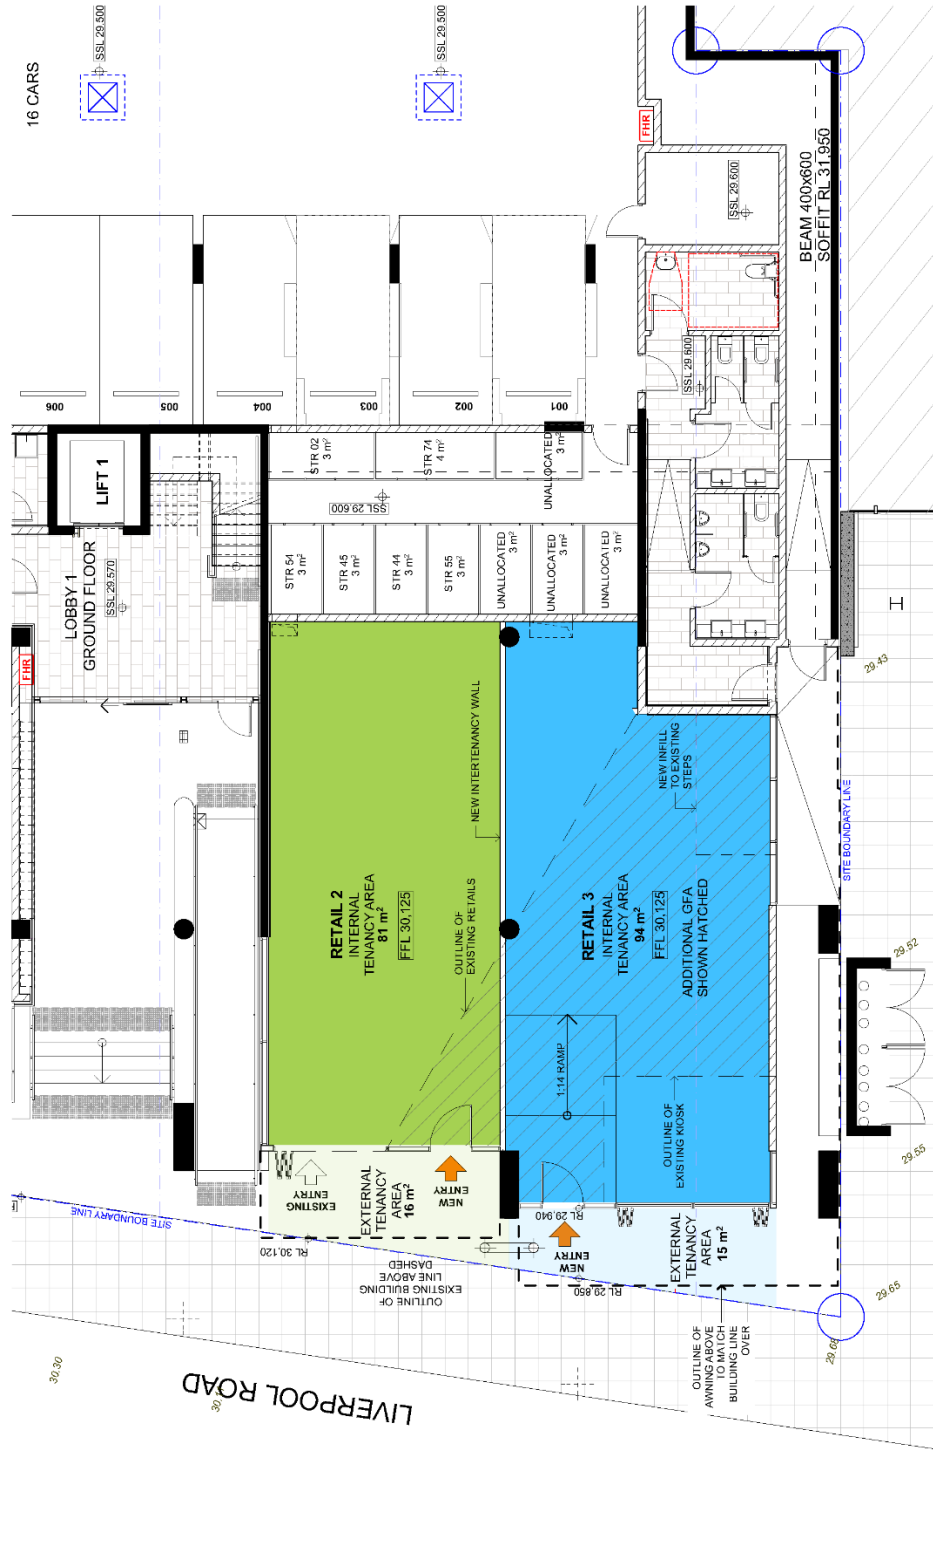 16 CARS
SSL 29.500
SSL 29.500
FHR
SSL 29.600
BEAM 400x600
SOFFIT RL 31.950
SSL 29.600
006
005
004
003
002
001
LIFT 1
LOBBY 1
GROUND FLOOR
SSL 29.570
FHR
STR 02
3 m²
STR 74
4 m²
UNALLOCATED
3 m²
SSL 29.600
STR 54
3 m²
STR 45
3 m²
STR 44
3 m²
STR 55
3 m²
UNALLOCATED
3 m²
UNALLOCATED
3 m²
UNALLOCATED
3 m²
H
29.43
NEW INTERTENANCY WALL
NEW INFILL
TO EXISTING
STEPS
SITE BOUNDARY LINE
RETAIL 2
INTERNAL
TENANCY AREA
81 m²
FFL 30,125
OUTLINE OF
EXISTING RETAILS
RETAIL 3
INTERNAL
TENANCY AREA
94 m²
FFL 30,125
ADDITIONAL GFA
SHOWN HATCHED
29.52
1:14 RAMP
OUTLINE OF
EXISTING KIOSK
29.55
EXISTING
ENTRY
EXTERNAL
TENANCY
AREA
16 m²
NEW
ENTRY
SITE BOUNDARY LINE
RL 30.120
OUTLINE OF
EXISTING BUILDING
LINE ABOVE
DASHED
RL 29.940
NEW
ENTRY
RL 29.850
EXTERNAL
TENANCY
AREA
15 m²
29.65
OUTLINE OF
AWNING ABOVE
TO MATCH
BUILDING LINE
OVER
29.68
30.30
LIVERPOOL ROAD